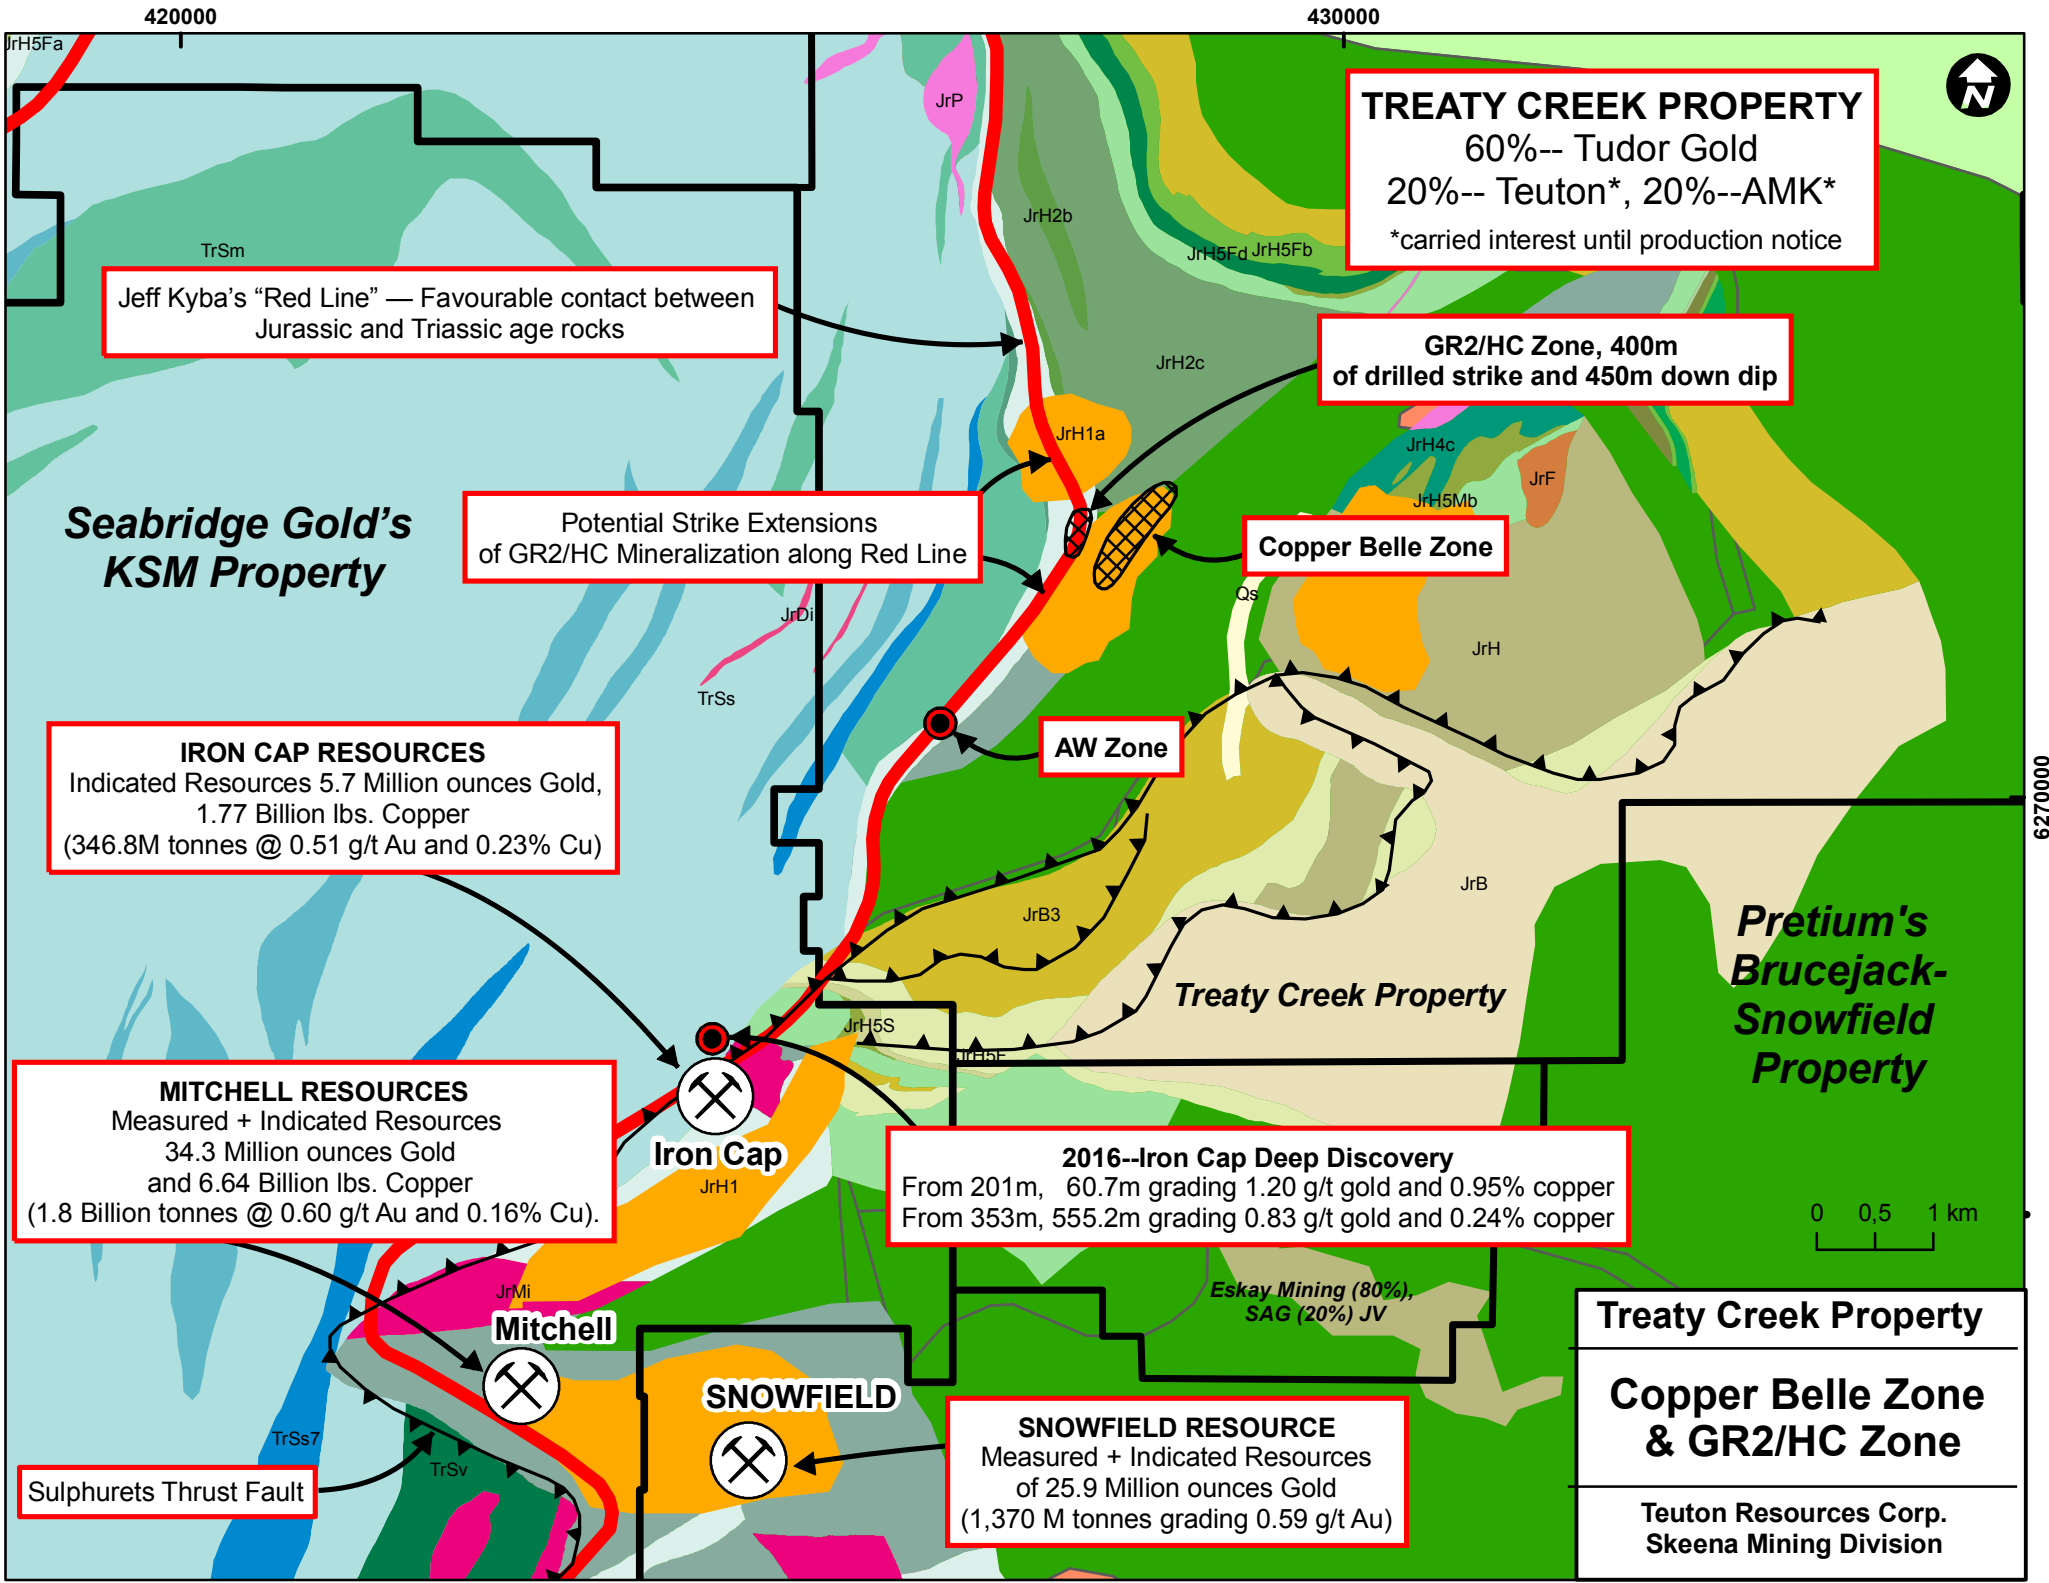 420000
430000
JrH5Fa
N
JrP
TREATY CREEK PROPERTY
60%-- Tudor Gold
20%-- Teuton*, 20%--AMK*
*carried interest until production notice
JrH2b
TrSm
JrH5Fd
JrH5Fb
Jeff Kyba’s “Red Line” — Favourable contact between
Jurassic and Triassic age rocks
GR2/HC Zone, 400m
of drilled strike and 450m down dip
JrH2c
JrH1a
JrH4c
JrF
JrH5Mb
Seabridge Gold’s
KSM Property
Potential Strike Extensions
of GR2/HC Mineralization along Red Line
Copper Belle Zone
Qs
JrDi
JrH
TrSs
AW Zone
IRON CAP RESOURCES
Indicated Resources 5.7 Million ounces Gold,
1.77 Billion lbs. Copper
(346.8M tonnes @ 0.51 g/t Au and 0.23% Cu)
6270000
JrB
JrB3
Pretium's
Brucejack-
Snowfield
Property
Treaty Creek Property
JrH5S
JrH5F
MITCHELL RESOURCES
Measured + Indicated Resources
34.3 Million ounces Gold
and 6.64 Billion lbs. Copper
(1.8 Billion tonnes @ 0.60 g/t Au and 0.16% Cu).
Iron Cap
JrH1
2016--Iron Cap Deep Discovery
From 201m, 60.7m grading 1.20 g/t gold and 0.95% copper
From 353m, 555.2m grading 0.83 g/t gold and 0.24% copper
0 0,5 1 km
JrMi
Eskay Mining (80%),
SAG (20%) JV
Mitchell
SNOWFIELD
SNOWFIELD RESOURCE
Measured + Indicated Resources
of 25.9 Million ounces Gold
(1,370 M tonnes grading 0.59 g/t Au)
TrSs7
TrSv
Sulphurets Thrust Fault
Treaty Creek Property
Copper Belle Zone
& GR2/HC Zone
Teuton Resources Corp.
Skeena Mining Division